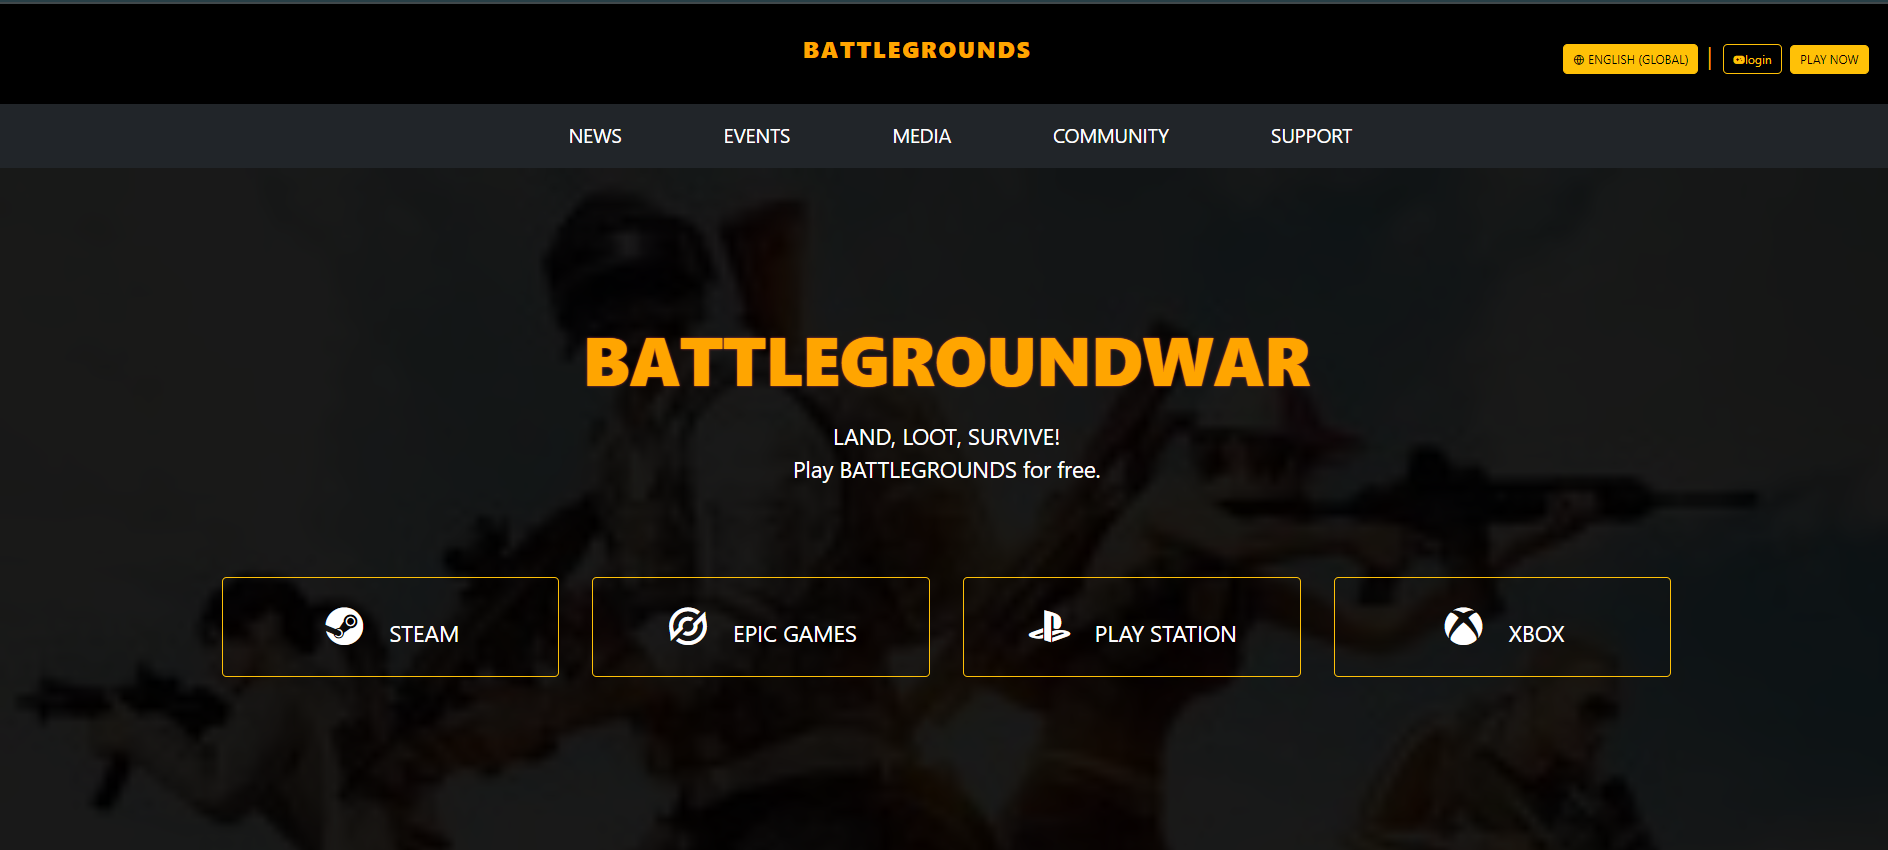 BATTLEGROUNDS
ENGLISH (GLOBAL) | login PLAY NOW
NEWS EVENTS MEDIA COMMUNITY SUPPORT
BATTLEGROUNDWAR
LAND, LOOT, SURVIVE!
Play BATTLEGROUNDS for free.
STEAM EPIC GAMES PLAY STATION XBOX